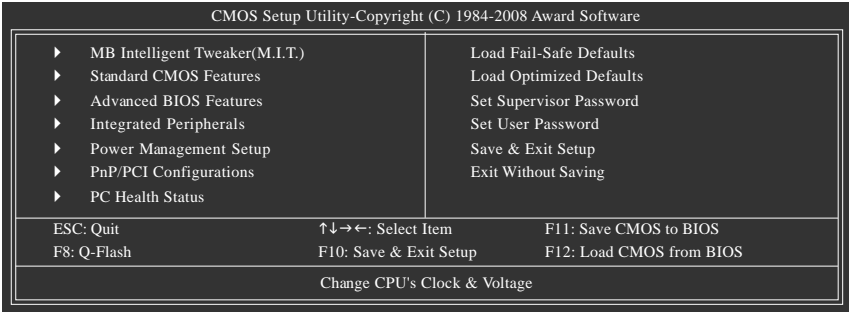 CMOS Setup Utility-Copyright (C) 1984-2008 Award Software
MB Intelligent Tweaker(M.I.T.)
Standard CMOS Features
Advanced BIOS Features
Integrated Peripherals
Power Management Setup
PnP/PCI Configurations
PC Health Status
Load Fail-Safe Defaults
Load Optimized Defaults
Set Supervisor Password
Set User Password
Save & Exit Setup
Exit Without Saving
ESC: Quit ↑↓→←: Select Item F11: Save CMOS to BIOS
F8: Q-Flash F10: Save & Exit Setup F12: Load CMOS from BIOS
Change CPU's Clock & Voltage